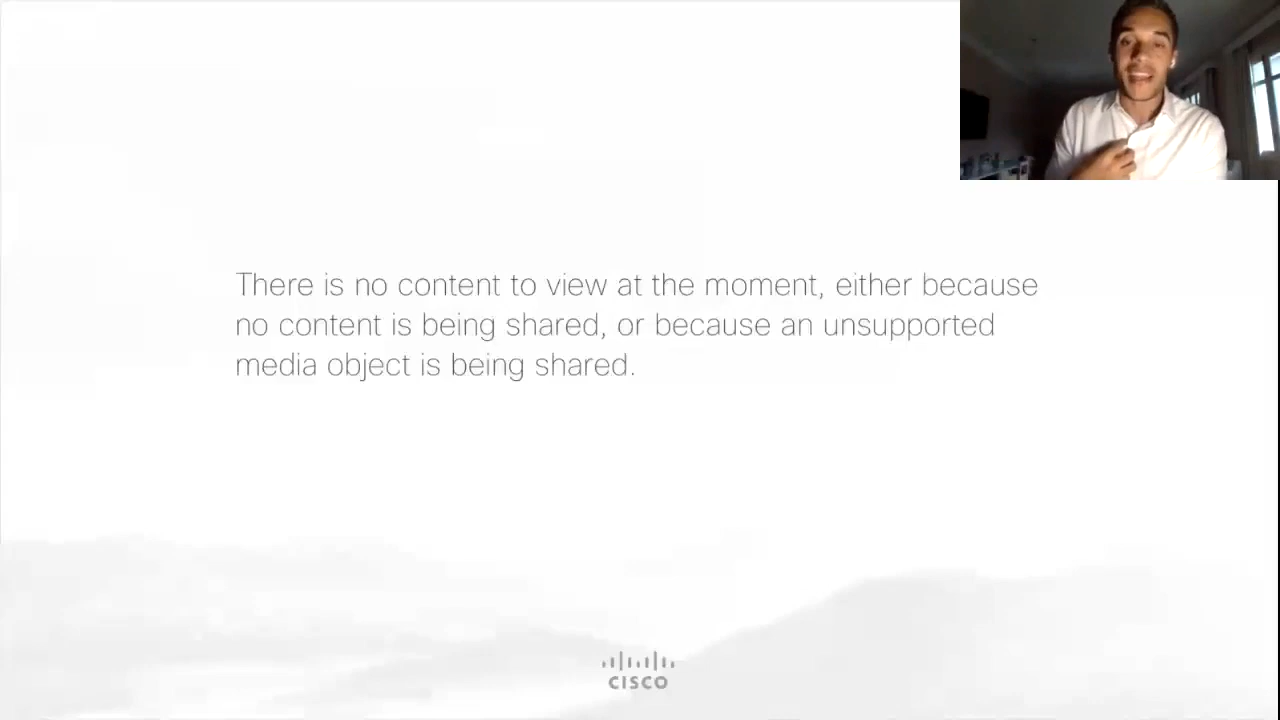 There is no content to view at the moment, either because
no content is being shared, or because an unsupported
media object is being shared.
CISCO